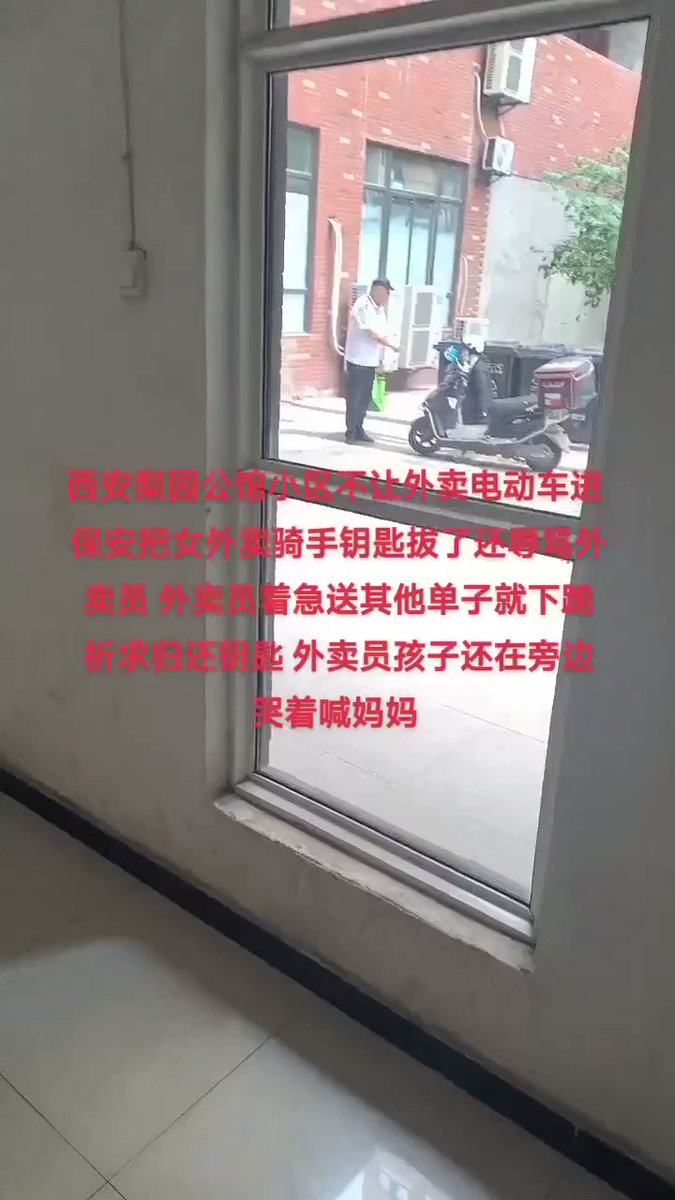 西安梨园公馆小区不让外卖电动车进
保安把女外卖骑手钥匙拔了还辱骂外
卖员 外卖员着急送其他单子就下跪
祈求归还钥匙 外卖员孩子还在旁边
哭着喊妈妈